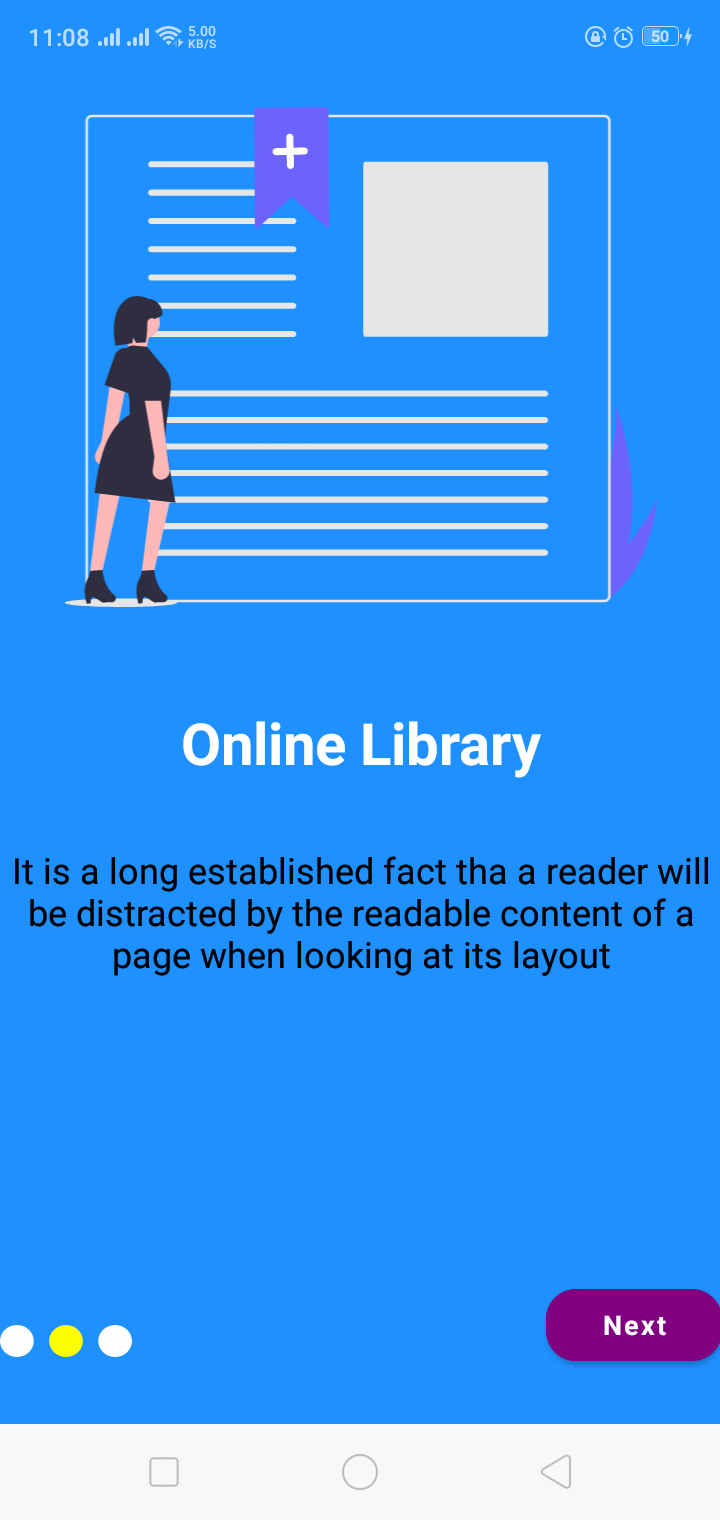 11:08 5.00 KB/S 50
Online Library
It is a long established fact tha a reader will
be distracted by the readable content of a
page when looking at its layout
Next